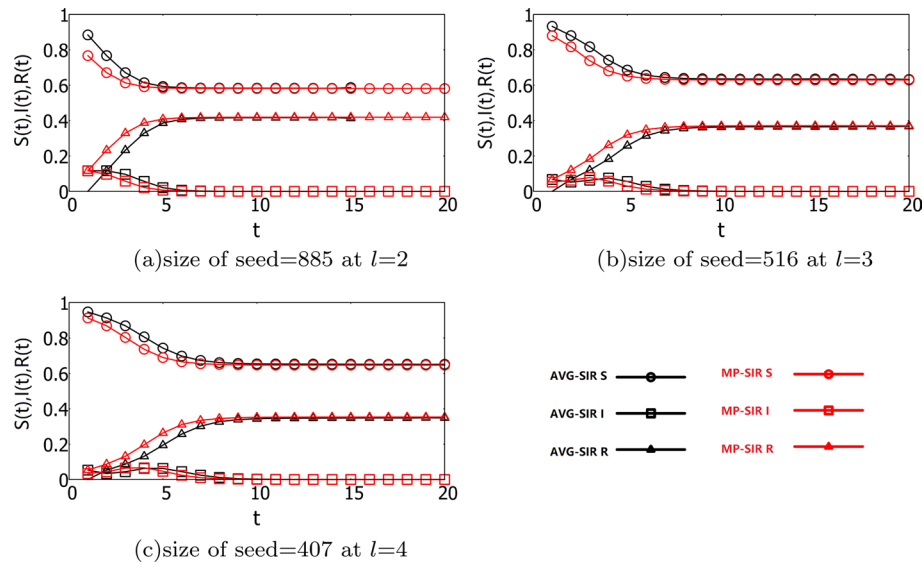 S(t),I(t),R(t)
1
0.8
0.6
0.4
0.2
0
0
5
10
15
20
t
(a)size of seed=885 at l=2
S(t),I(t),R(t)
1
0.8
0.6
0.4
0.2
0
0
5
10
15
20
t
(b)size of seed=516 at l=3
S(t),I(t),R(t)
1
0.8
0.6
0.4
0.2
0
0
5
10
15
20
t
(c)size of seed=407 at l=4
AVG-SIR S
MP-SIR S
AVG-SIR I
MP-SIR I
AVG-SIR R
MP-SIR R